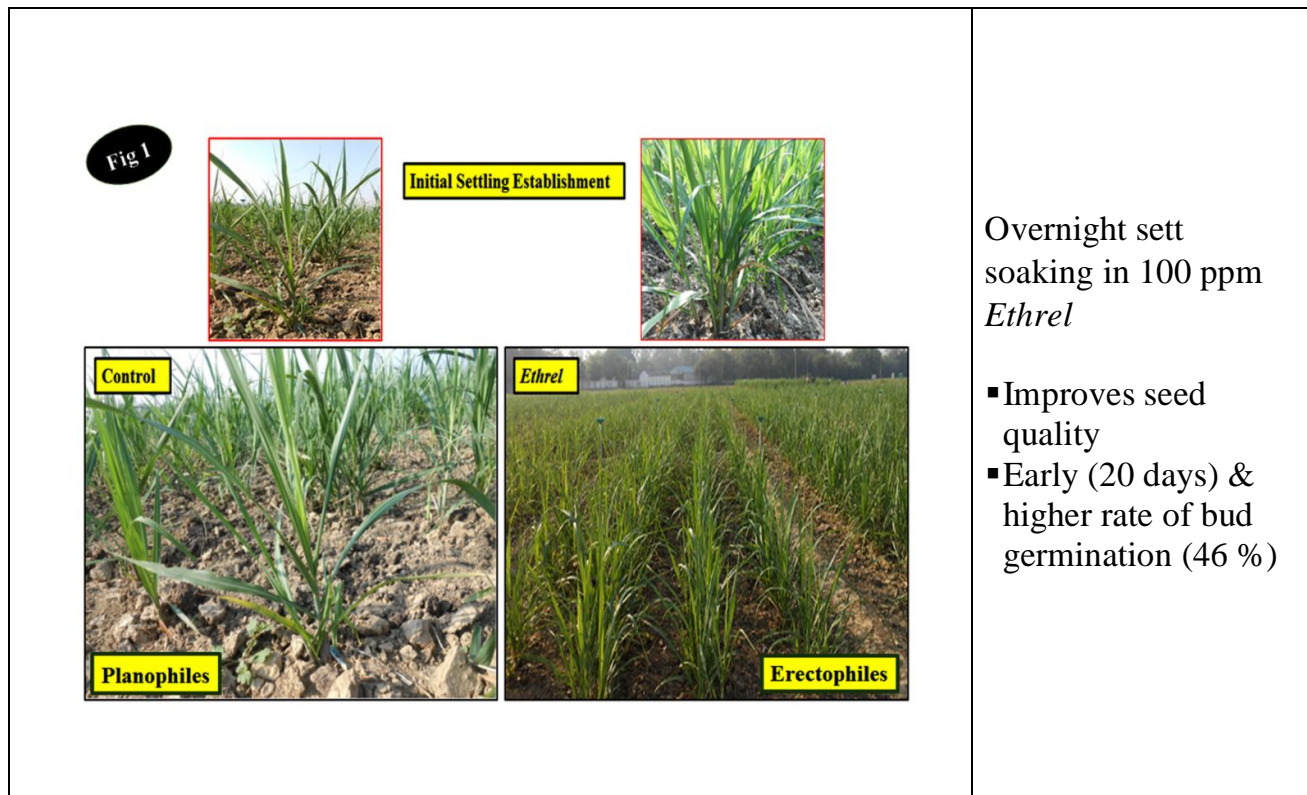 Fig 1
Initial Settling Establishment
Control
Ethrel
Planophiles
Erectophiles
Overnight sett
soaking in 100 ppm
Ethrel
▪Improves seed
quality
▪Early (20 days) &
higher rate of bud
germination (46 %)